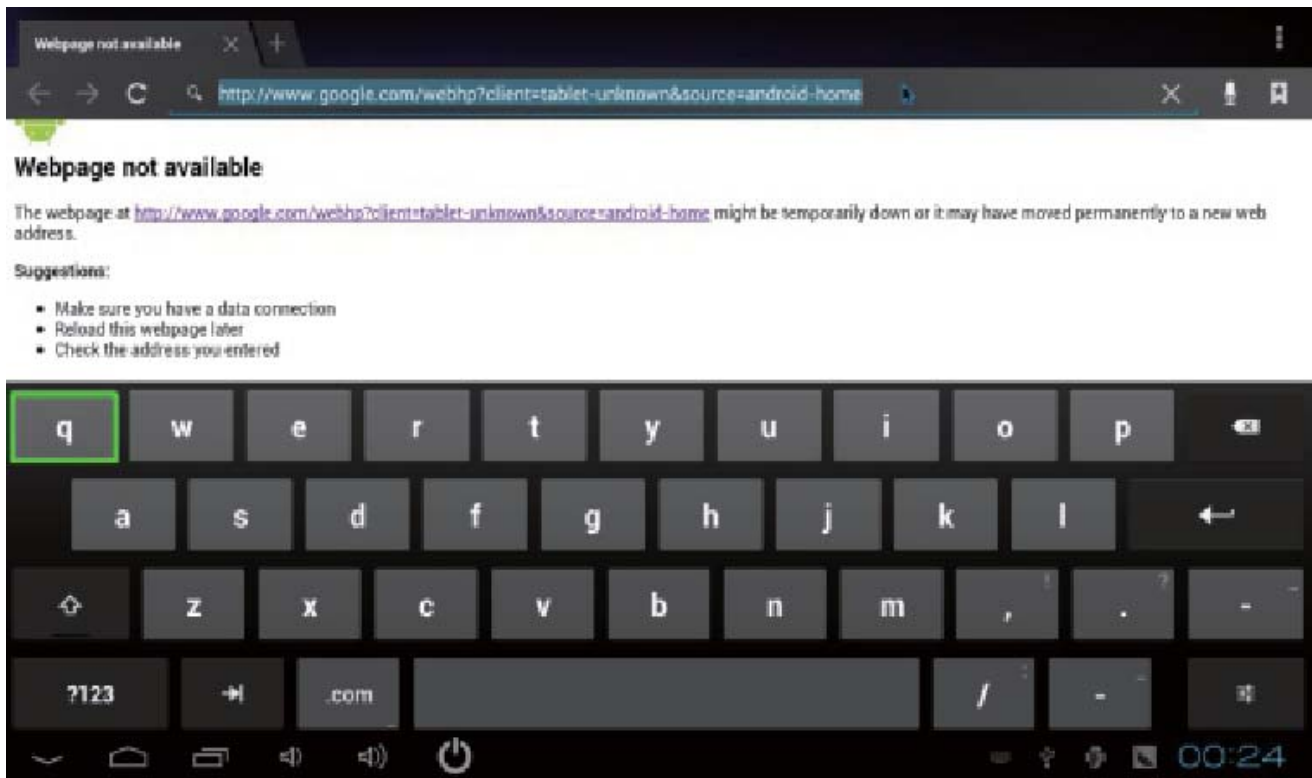 Webpage not available
http://www.google.com/webhp?client=tablet-unknown&source=android-home
Webpage not available
The webpage at http://www.google.com/webhp?client=tablet-unknown&source=android-home might be temporarily down or it may have moved permanently to a new web
address.
Suggestions:
Make sure you have a data connection
Reload this webpage later
Check the address you entered
q w e r t y u i o p
a s d f g h j k l
z x c v b n m , ! . ? - _
?123 .com / : - _
00:24